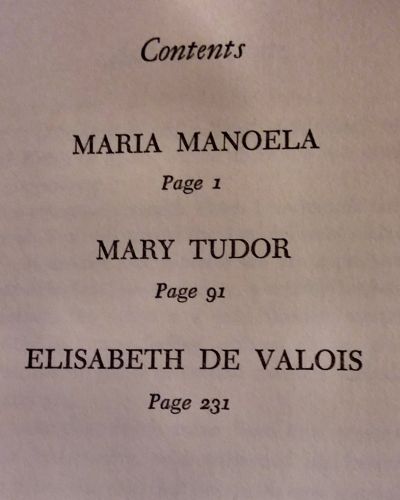 Contents
MARIA MANOELA
Page 1
MARY TUDOR
Page 91
ELISABETH DE VALOIS
Page 231